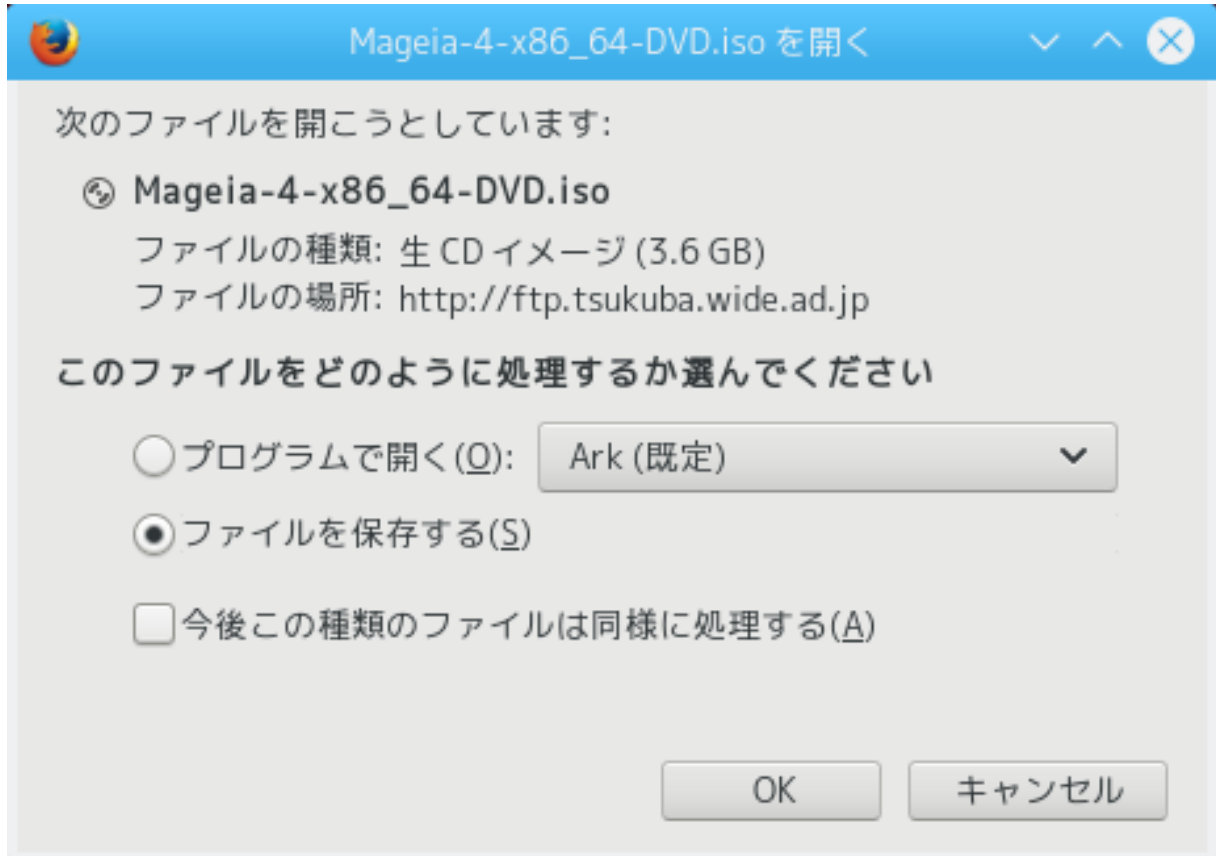 Mageia-4-x86_64-DVD.iso を開く
次のファイルを開こうとしています:
Mageia-4-x86_64-DVD.iso
ファイルの種類: 生 CD イメージ (3.6 GB)
ファイルの場所: http://ftp.tsukuba.wide.ad.jp
このファイルをどのように処理するか選んでください
プログラムで開く(O): Ark (既定)
ファイルを保存する(S)
今後この種類のファイルは同様に処理する(A)
OK キャンセル